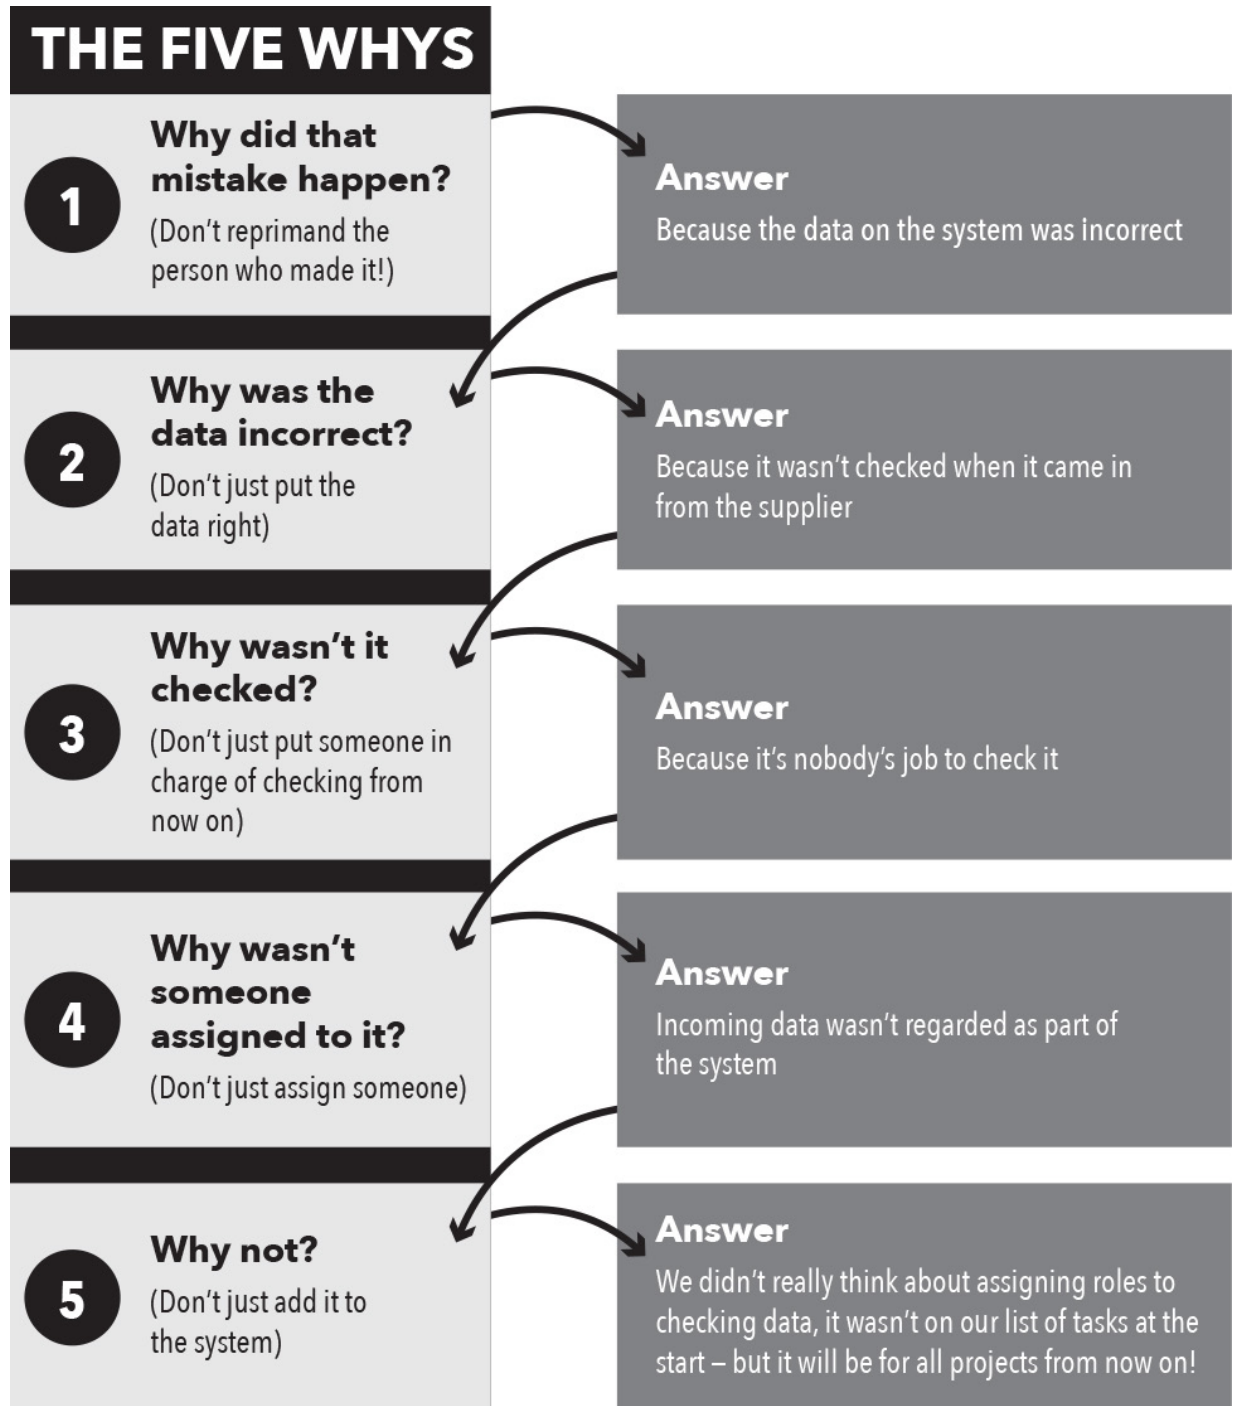 THE FIVE WHYS
1
Why did that
mistake happen?
(Don’t reprimand the
person who made it!)
Answer
Because the data on the system was incorrect
2
Why was the
data incorrect?
(Don’t just put the
data right)
Answer
Because it wasn’t checked when it came in
from the supplier
3
Why wasn’t it
checked?
(Don’t just put someone in
charge of checking from
now on)
Answer
Because it’s nobody’s job to check it
4
Why wasn’t
someone
assigned to it?
(Don’t just assign someone)
Answer
Incoming data wasn’t regarded as part of
the system
5
Why not?
(Don’t just add it to
the system)
Answer
We didn’t really think about assigning roles to
checking data, it wasn’t on our list of tasks at the
start – but it will be for all projects from now on!